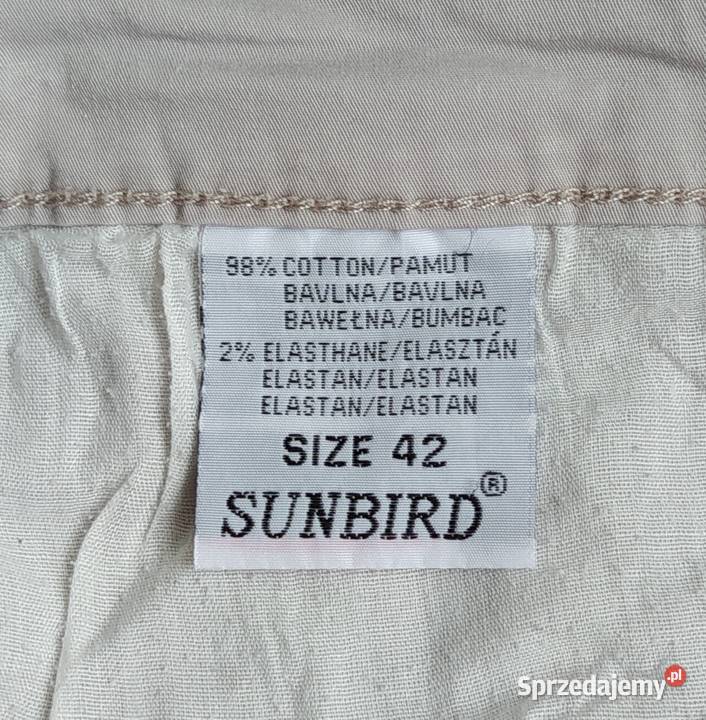 98% COTTON/PAMUT
BAVLNA/BAVLNA
BAWEŁNA/BUMBAC
2% ELASTHANE/ELASZTÁN
ELASTAN/ELASTAN
ELASTAN/ELASTAN
SIZE 42
SUNBIRD®
Sprzedajemy.pl